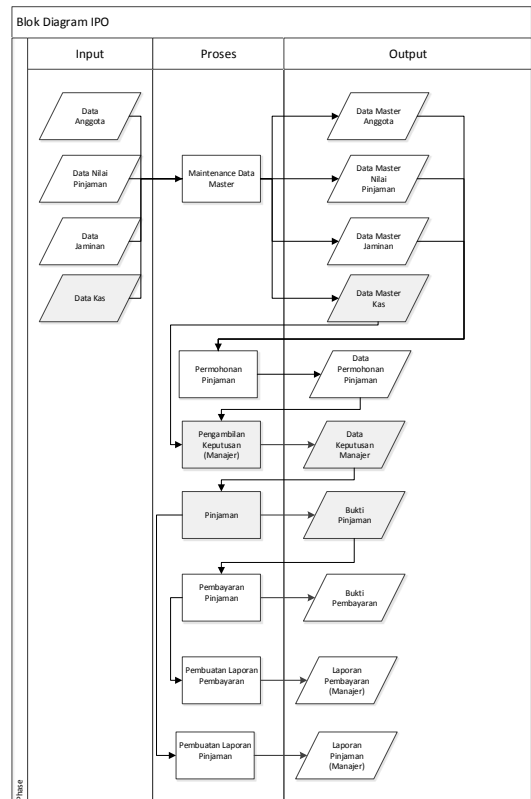 Blok Diagram IPO
Input
Proses
Output
Data
Anggota
Data Master
Anggota
Data Nilai
Pinjaman
Maintenance Data
Master
Data Master
Nilai
Pinjaman
Data
Jaminan
Data Master
Jaminan
Data Kas
Data Master
Kas
Permohonan
Pinjaman
Data
Permohonan
Pinjaman
Pengambilan
Keputusan
(Manajer)
Data
Keputusan
Manajer
Pinjaman
Bukti
Pinjaman
Pembayaran
Pinjaman
Bukti
Pembayaran
Pembuatan Laporan
Pembayaran
Laporan
Pembayaran
(Manajer)
Pembuatan Laporan
Pinjaman
Laporan
Pinjaman
(Manajer)
Phase